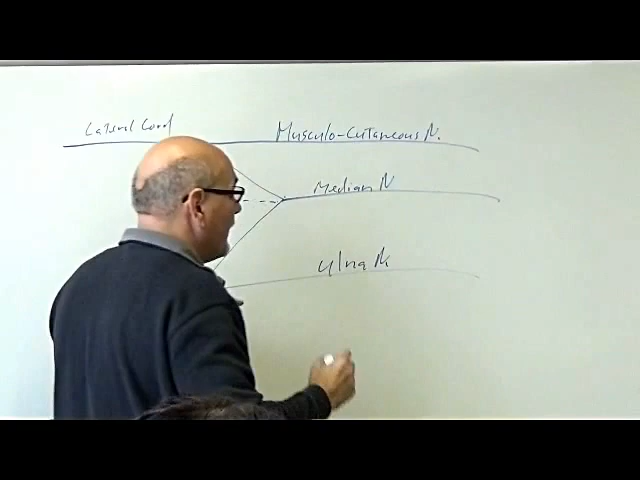 Lateral Cord
Musculo-Cutaneous N.
Median N
Ulna N.